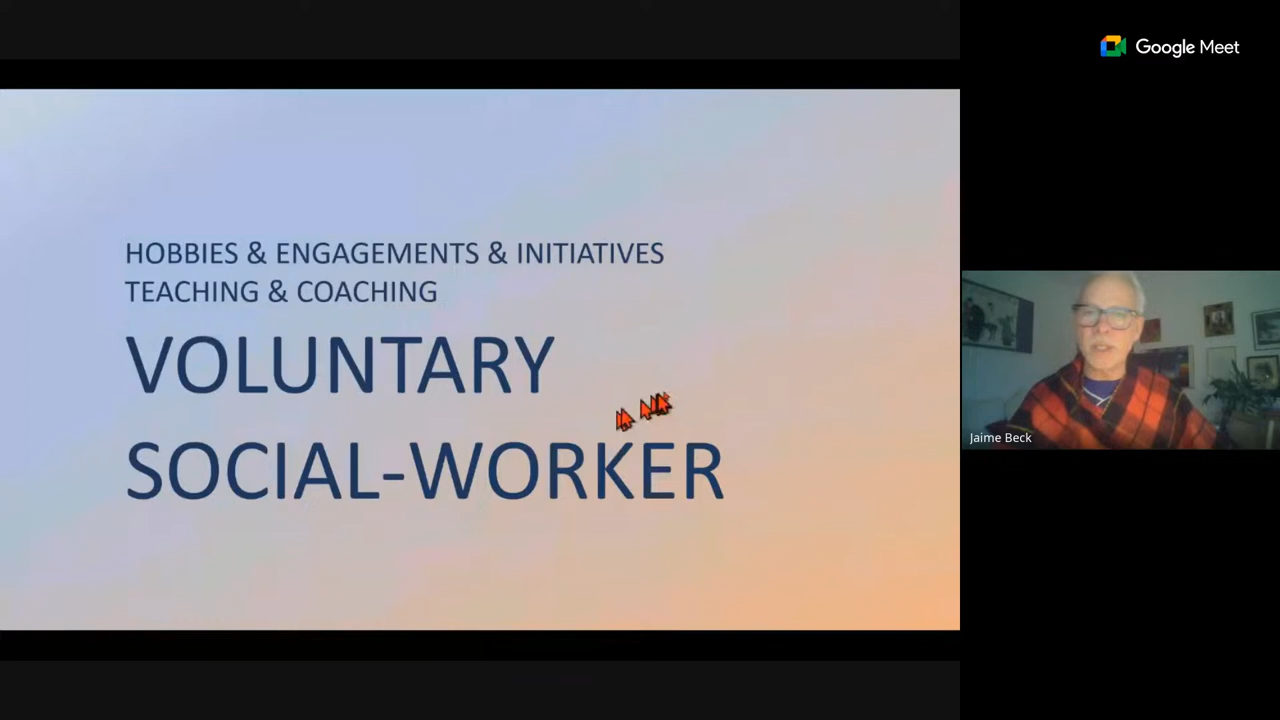 Google Meet
HOBBIES & ENGAGEMENTS & INITIATIVES
TEACHING & COACHING
VOLUNTARY
SOCIAL-WORKER
Jaime Beck